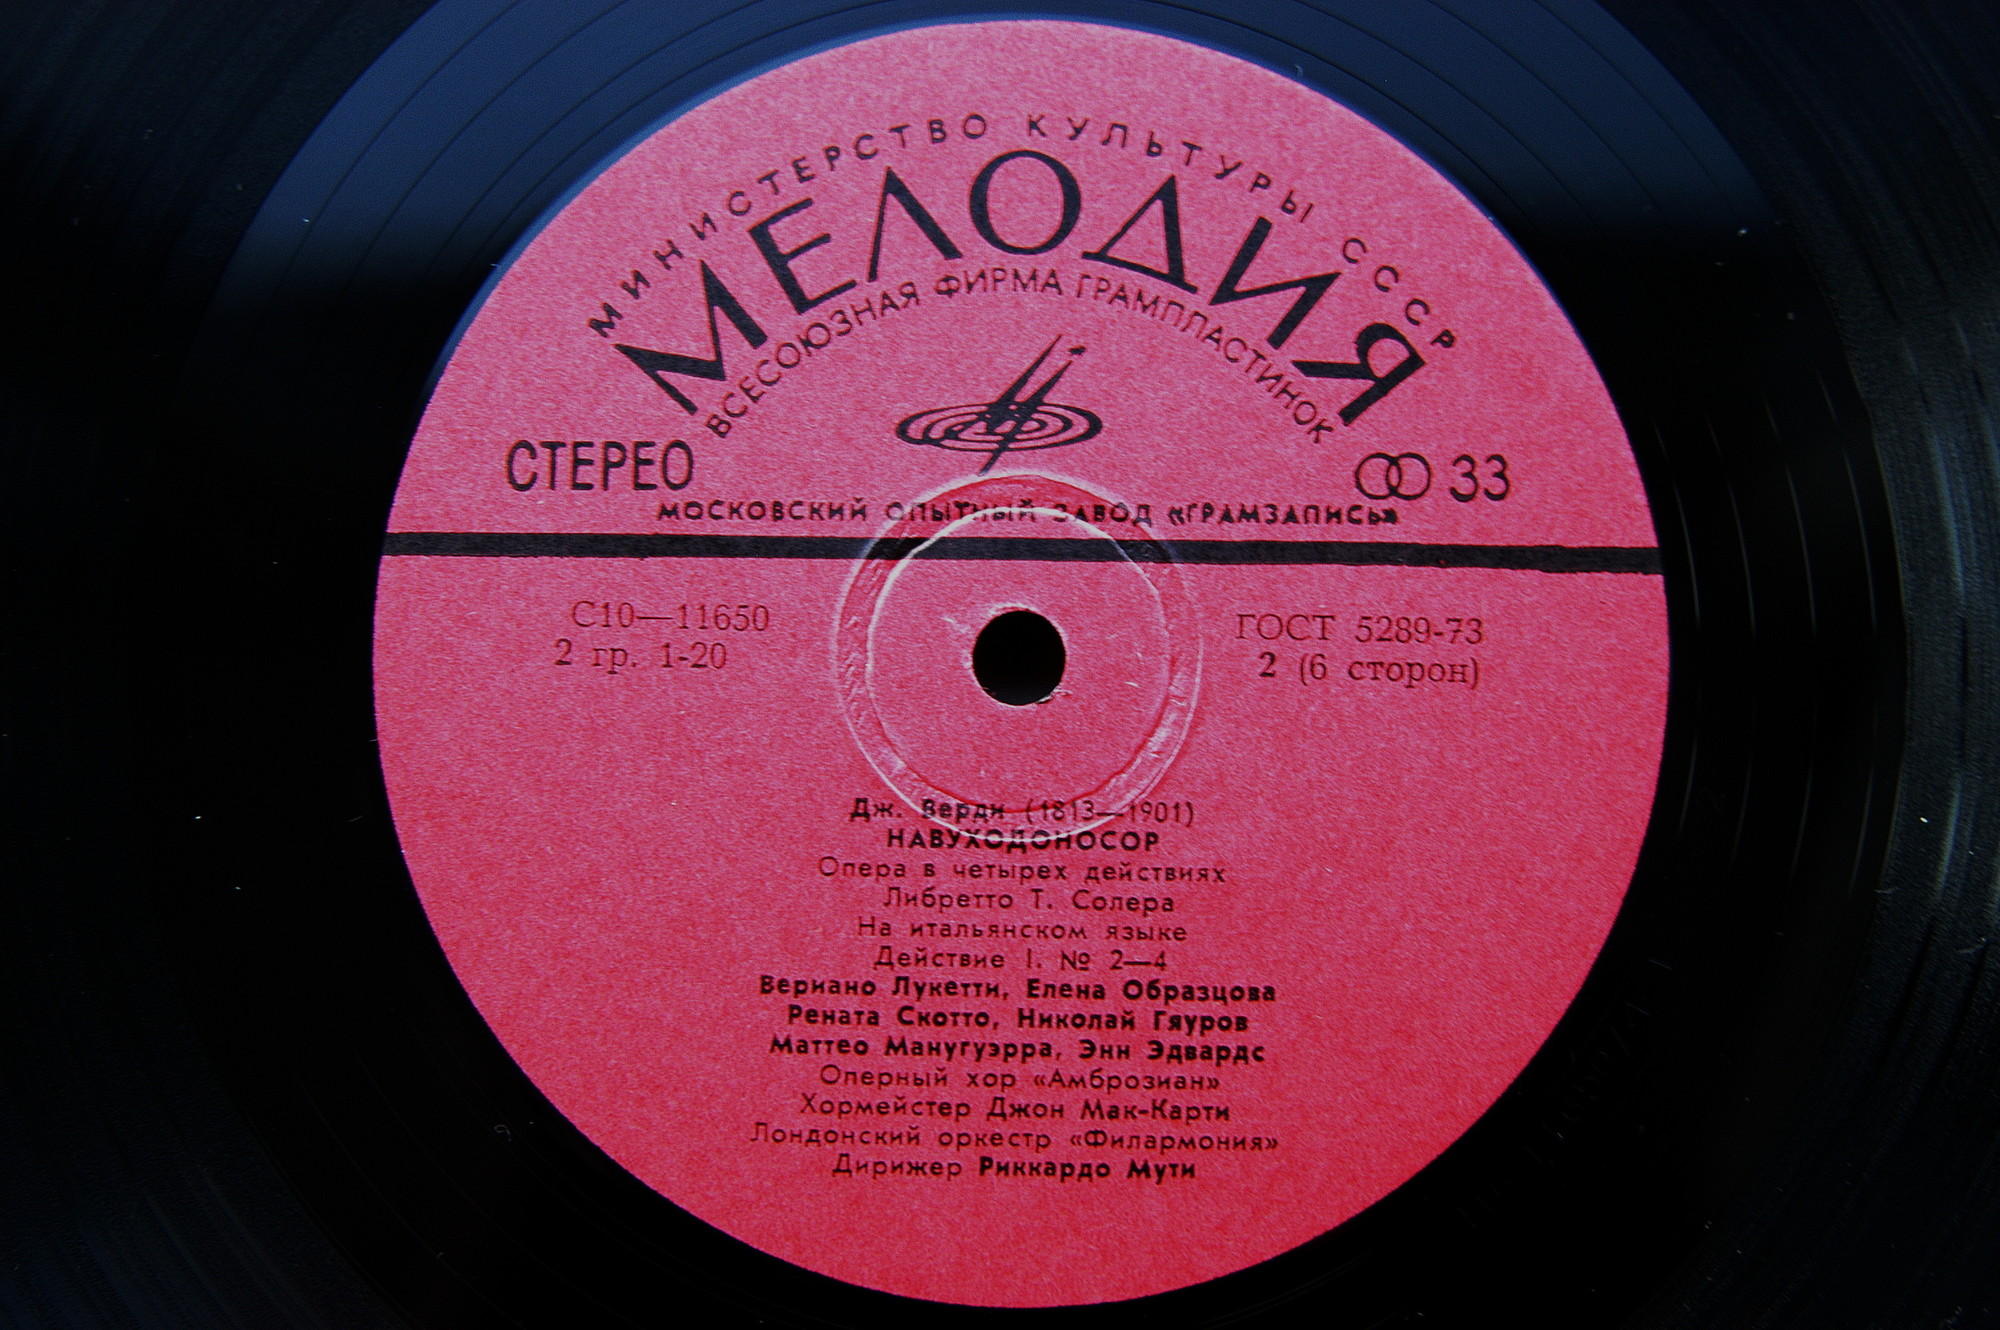 МИНИСТЕРСТВО КУЛЬТУРЫ СССР
МЕЛОДИЯ
ВСЕСОЮЗНАЯ ФИРМА ГРАМПЛАСТИНОК
СТЕРЕО
33
МОСКОВСКИЙ ОПЫТНЫЙ ЗАВОД «ГРАМЗАПИСЬ»
С10—11650
ГОСТ 5289-73
2 гр. 1-20
2 (6 сторон)
Дж. Верди (1813—1901)
НАВУХОДОНОСОР
Опера в четырех действиях
Либретто Т. Солера
На итальянском языке
Действие I. № 2—4
Вериано Лукетти, Елена Образцова
Рената Скотто, Николай Гяуров
Маттео Манугуэрра, Энн Эдвардс
Оперный хор «Амброзиан»
Хормейстер Джон Мак-Карти
Лондонский оркестр «Филармония»
Дирижер Риккардо Мути